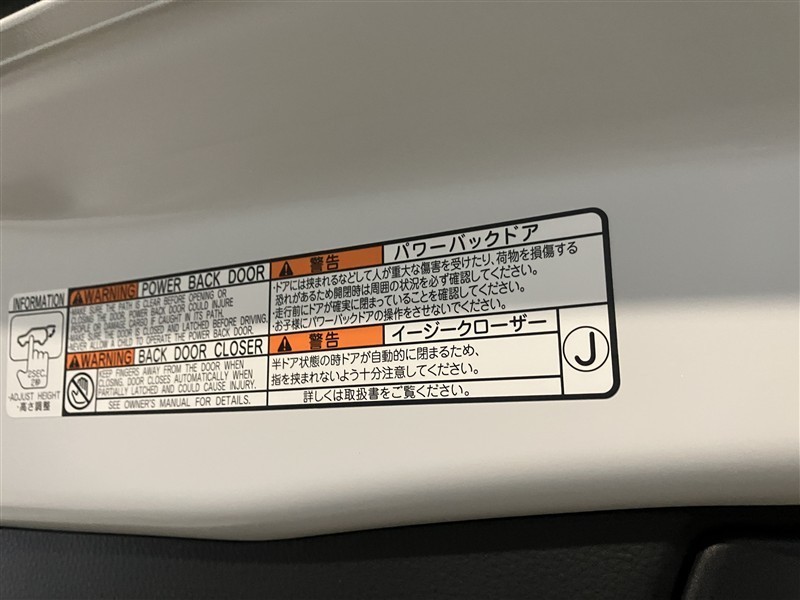 INFORMATION
2SEC.
2秒
-ADJUST HEIGHT
-高さ調整
WARNING POWER BACK DOOR
MAKE SURE THE AREA IS CLEAR BEFORE OPENING OR
CLOSING THE DOOR. POWER BACK DOOR COULD INJURE
PEOPLE OR DAMAGE CARGO IF CAUGHT IN ITS PATH.
MAKE SURE DOOR IS CLOSED AND LATCHED BEFORE DRIVING.
NEVER ALLOW A CHILD TO OPERATE THE POWER BACK DOOR.
WARNING BACK DOOR CLOSER
KEEP FINGERS AWAY FROM THE DOOR WHEN
CLOSING. DOOR CLOSES AUTOMATICALLY WHEN
PARTIALLY LATCHED AND COULD CAUSE INJURY.
SEE OWNER'S MANUAL FOR DETAILS.
警告 パワーバックドア
・ドアには挟まれるなどして人が重大な傷害を受けたり、荷物を損傷する
恐れがあるため開閉時は周囲の状況を必ず確認してください。
・走行前にドアが確実に閉まっていることを確認してください。
・お子様にパワーバックドアの操作をさせないでください。
警告 イージークローザー
半ドア状態の時ドアが自動的に閉まるため、
指を挟まれないよう十分注意してください。
詳しくは取扱書をご覧ください。
J